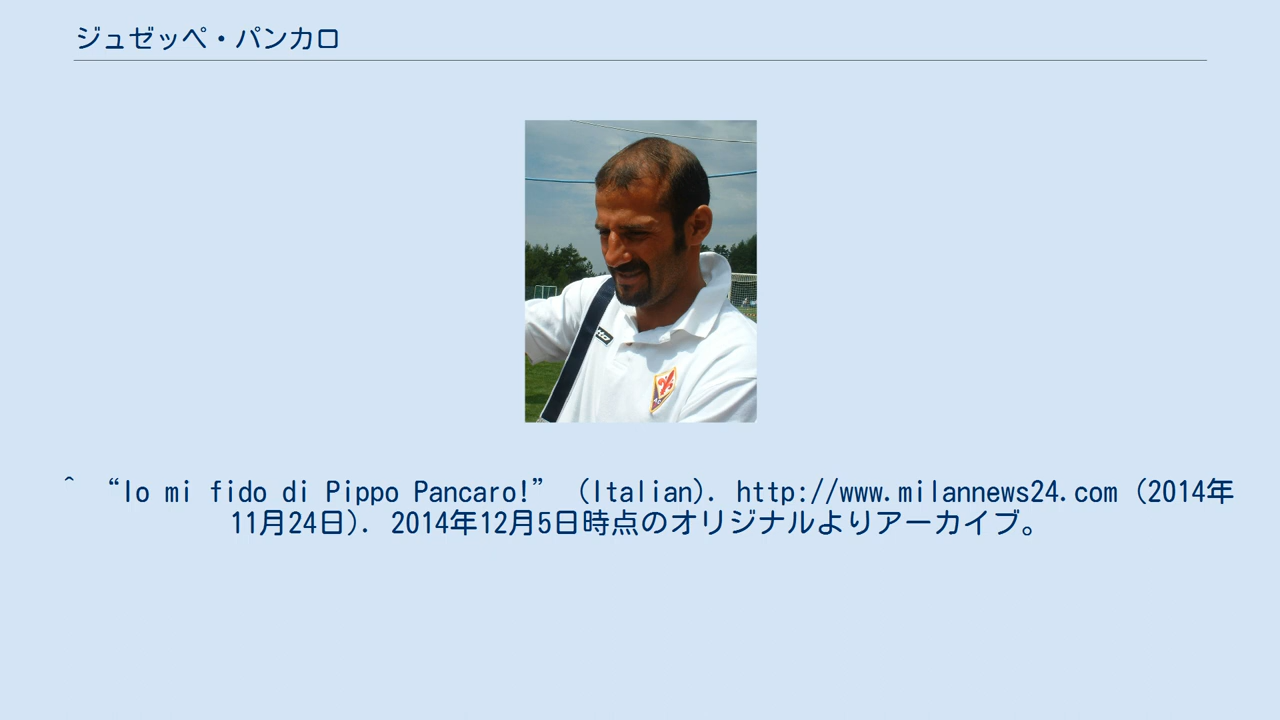 ジュゼッペ・パンカロ
^ “Io mi fido di Pippo Pancaro!” (Italian). http://www.milannews24.com (2014年
11月24日). 2014年12月5日時点のオリジナルよりアーカイブ。